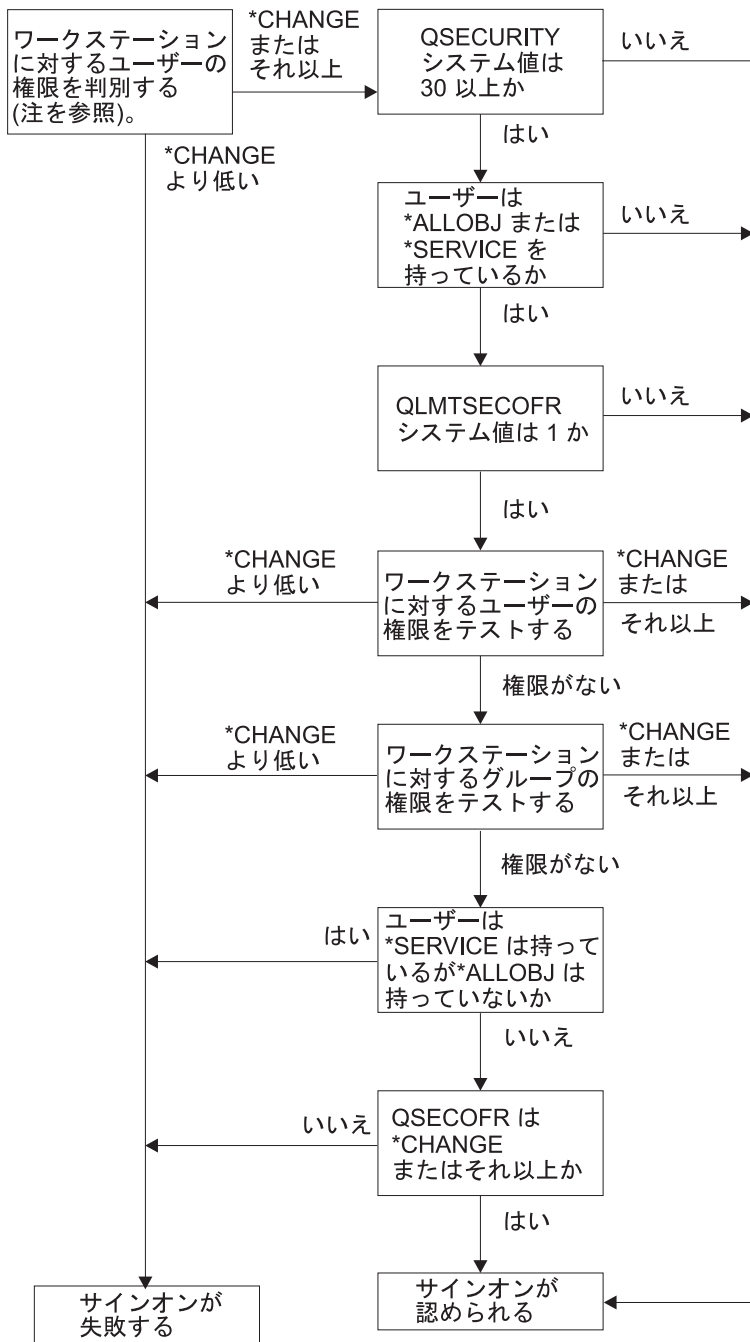 ワークステーション
に対するユーザーの
権限を判別する
(注を参照)。
*CHANGE
または
それ以上
QSECURITY
システム値は
30 以上か
いいえ
*CHANGE
より低い
はい
ユーザーは
*ALLOBJ または
*SERVICE を
持っているか
いいえ
はい
QLMTSECOFR
システム値は 1 か
いいえ
はい
*CHANGE
より低い
ワークステーション
に対するユーザーの
権限をテストする
*CHANGE
または
それ以上
権限がない
*CHANGE
より低い
ワークステーション
に対するグループの
権限をテストする
*CHANGE
または
それ以上
権限がない
はい
ユーザーは
*SERVICE は持って
いるが*ALLOBJ は
持っていないか
いいえ
いいえ
QSECOFR は
*CHANGE
またはそれ以上か
はい
サインオンが
失敗する
サインオンが
認められる